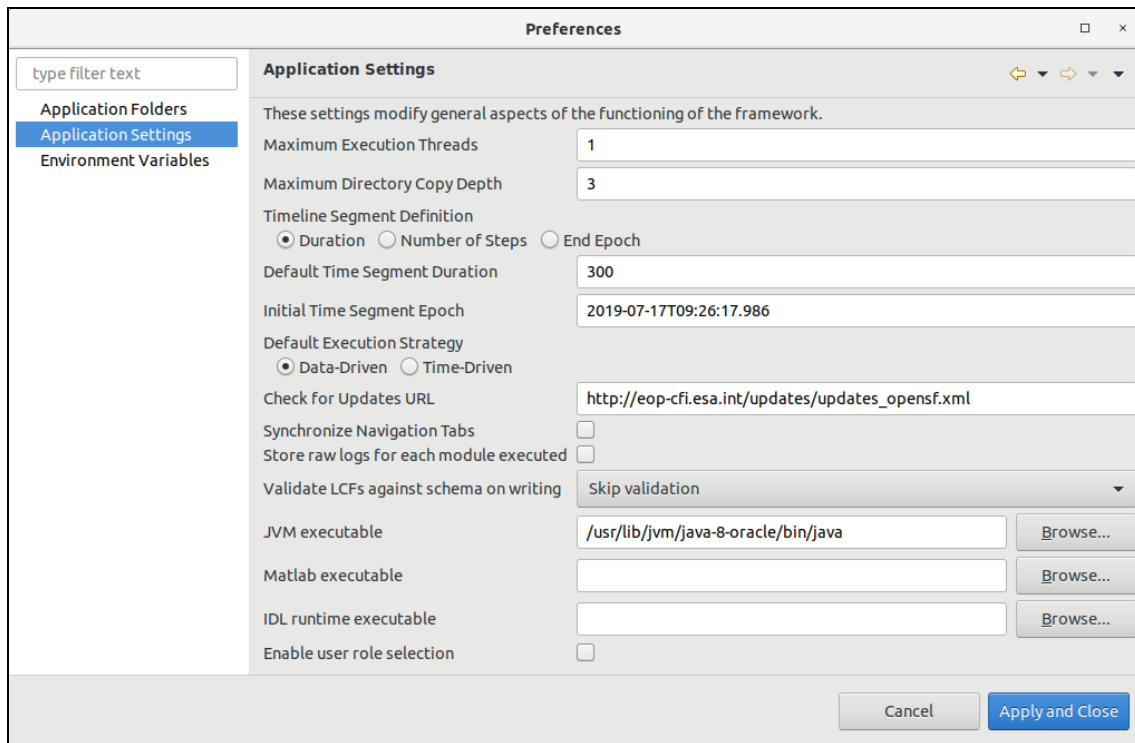 Preferences
type filter text
Application Folders
Application Settings
Environment Variables
Application Settings
These settings modify general aspects of the functioning of the framework.
Maximum Execution Threads 1
Maximum Directory Copy Depth 3
Timeline Segment Definition
Duration Number of Steps End Epoch
Default Time Segment Duration 300
Initial Time Segment Epoch 2019-07-17T09:26:17.986
Default Execution Strategy
Data-Driven Time-Driven
Check for Updates URL http://eop-cfi.esa.int/updates/updates_opensf.xml
Synchronize Navigation Tabs
Store raw logs for each module executed
Validate LCFs against schema on writing Skip validation
JVM executable /usr/lib/jvm/java-8-oracle/bin/java Browse...
Matlab executable Browse...
IDL runtime executable Browse...
Enable user role selection
Cancel Apply and Close